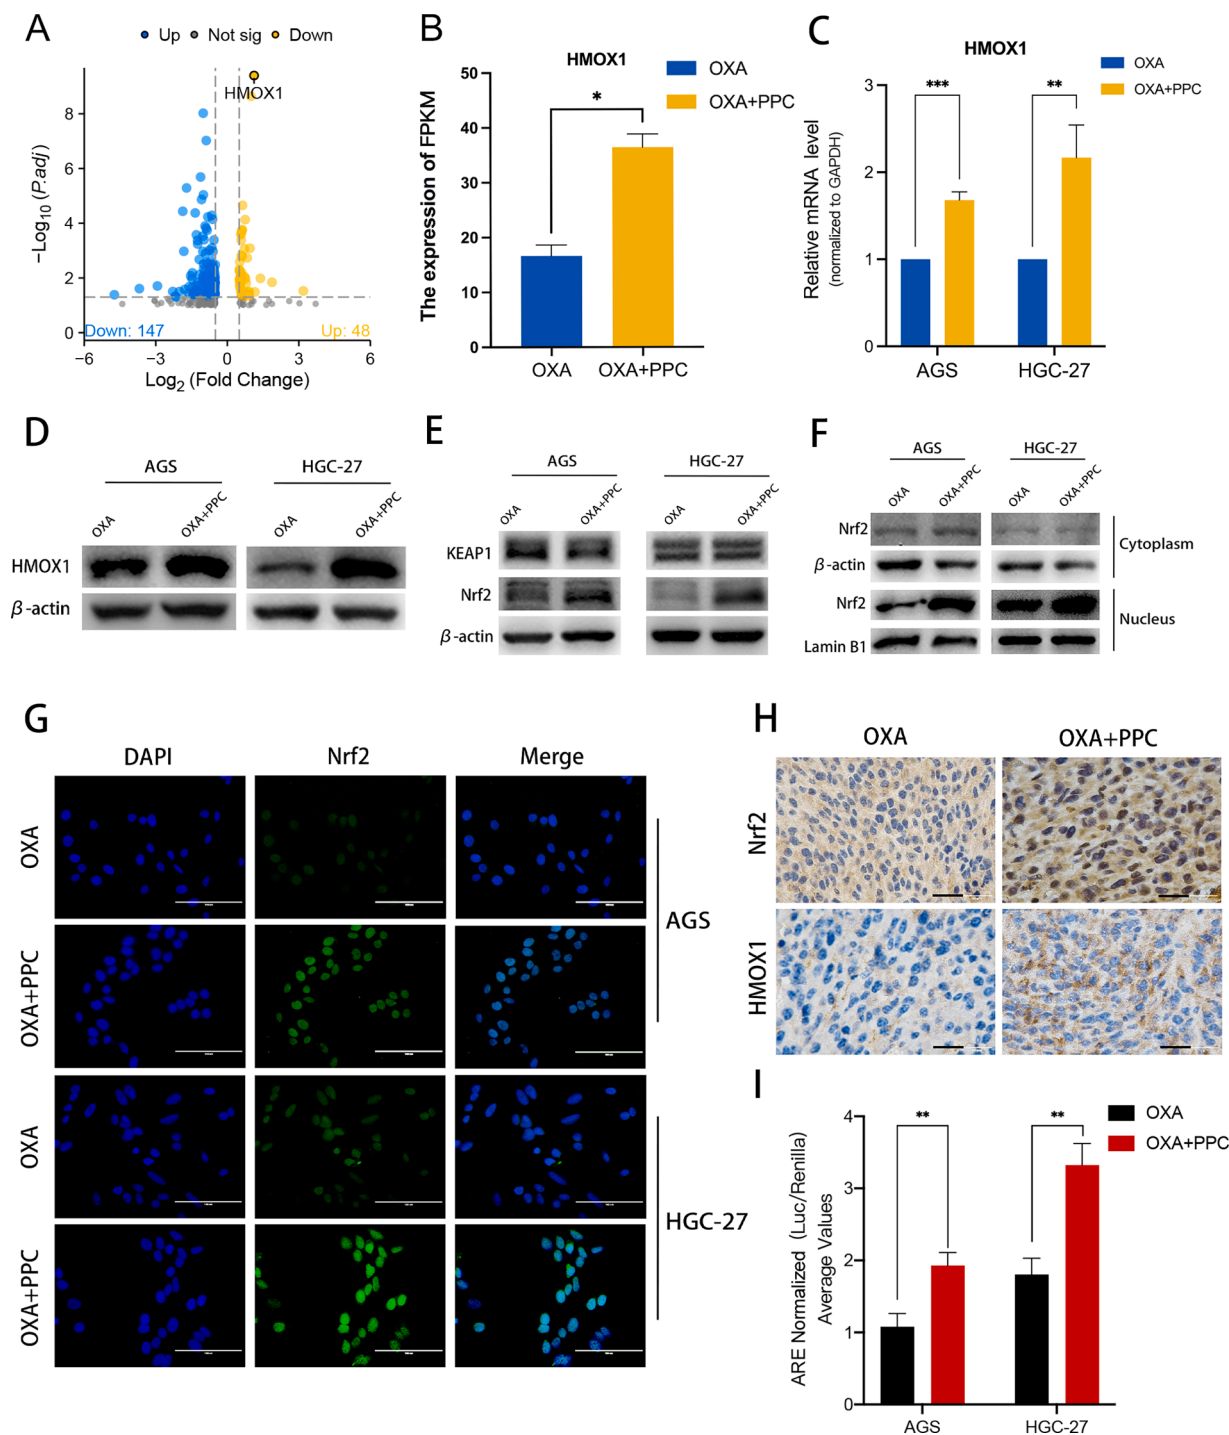 A
Up Not sig Down
HMOX1
−Log10 (P.adj)
8
6
4
2
0
Down: 147 Up: 48
−6 −3 0 3 6
Log2 (Fold Change)
B
HMOX1
OXA
OXA+PPC
*
The expression of FPKM
50
40
30
20
10
0
OXA OXA+PPC
C
HMOX1
OXA
OXA+PPC
*** **
Relative mRNA level
(normalized to GAPDH)
3
2
1
0
AGS HGC-27
D
AGS HGC-27
OXA OXA+PPC OXA OXA+PPC
HMOX1
β-actin
E
AGS HGC-27
OXA OXA+PPC OXA OXA+PPC
KEAP1
Nrf2
β-actin
F
AGS HGC-27
OXA OXA+PPC OXA OXA+PPC
Nrf2
β-actin
Cytoplasm
Nrf2
Lamin B1
Nucleus
G
DAPI Nrf2 Merge
OXA
OXA+PPC
AGS
OXA
OXA+PPC
HGC-27
H
OXA OXA+PPC
Nrf2
HMOX1
I
OXA
OXA+PPC
** **
ARE Normalized (Luc/Renilla)
Average Values
4
3
2
1
0
AGS HGC-27